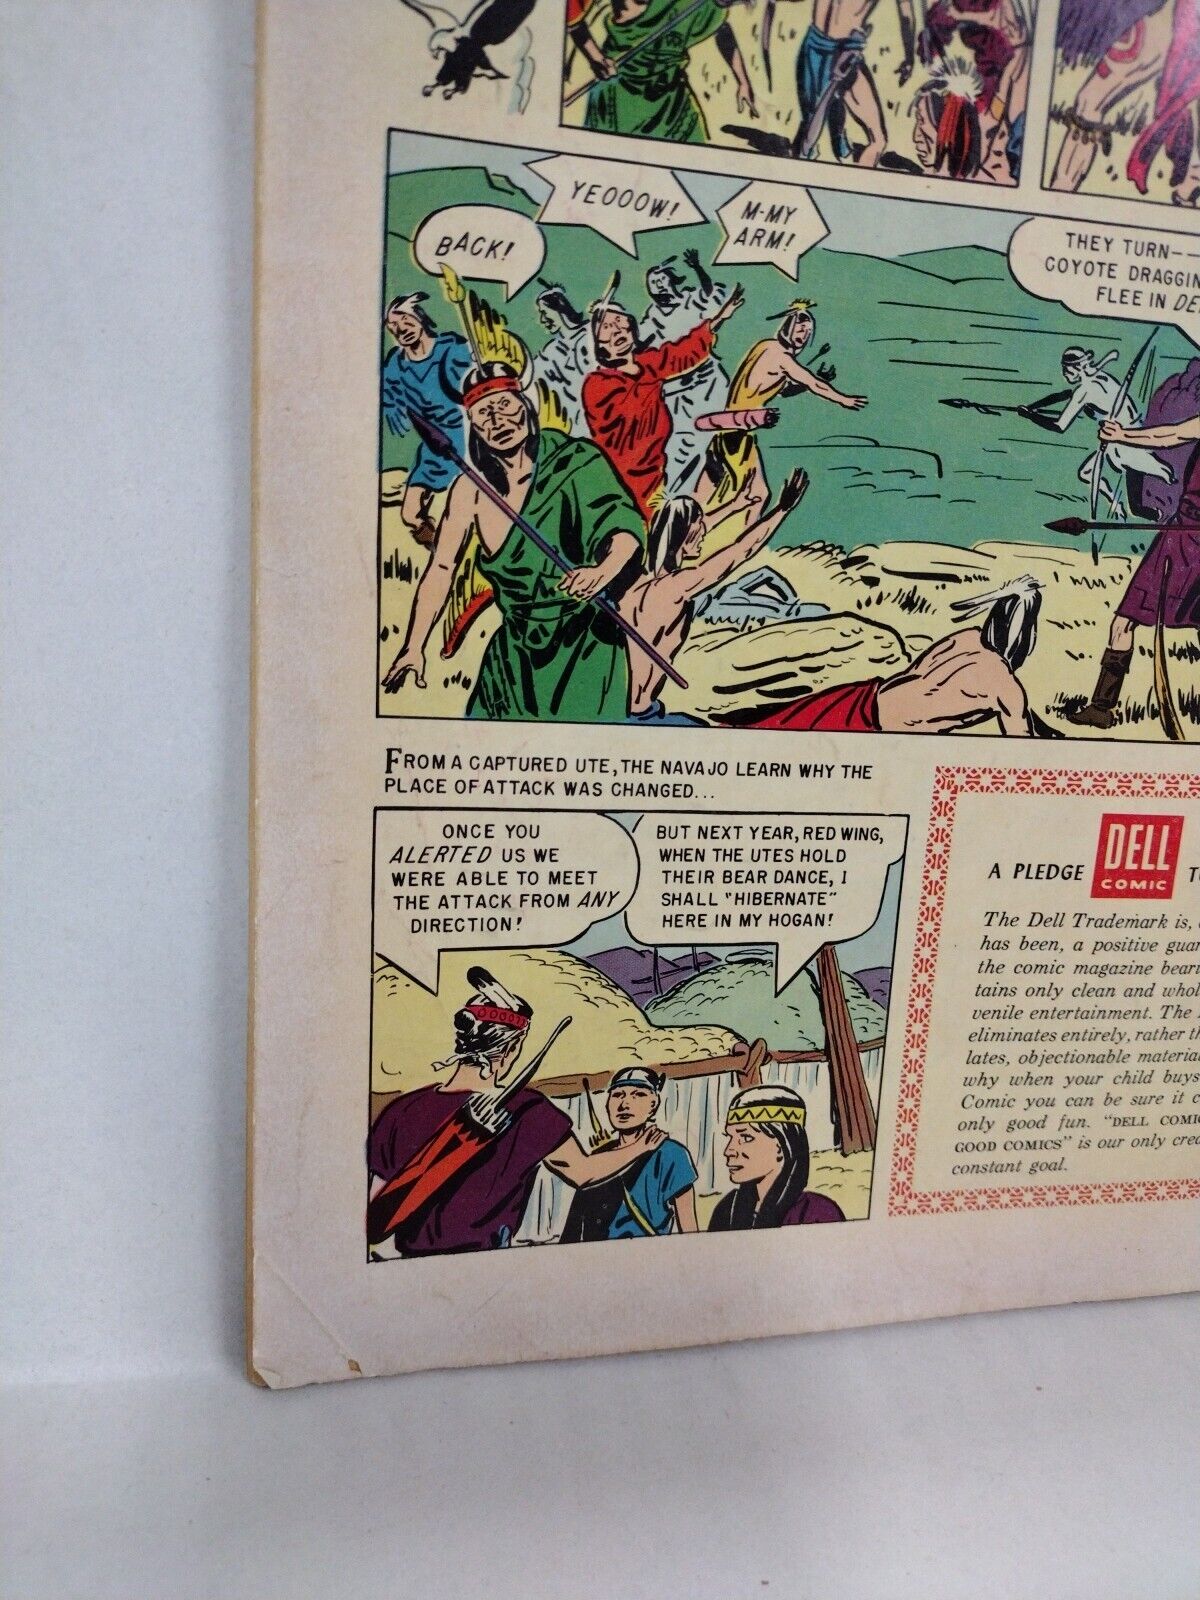 BACK!
YEOOOW!
M-MY
ARM!
THEY TURN--
COYOTE DRAGGIN
FLEE IN DE
FROM A CAPTURED UTE, THE NAVAJO LEARN WHY THE
PLACE OF ATTACK WAS CHANGED...
ONCE YOU
ALERTED US WE
WERE ABLE TO MEET
THE ATTACK FROM ANY
DIRECTION!
BUT NEXT YEAR, RED WING,
WHEN THE UTES HOLD
THEIR BEAR DANCE, I
SHALL "HIBERNATE"
HERE IN MY HOGAN!
A PLEDGE DELL COMIC T
The Dell Trademark is,
has been, a positive guar
the comic magazine beari
tains only clean and whol
venile entertainment. The
eliminates entirely, rather th
lates, objectionable materia
why when your child buys
Comic you can be sure it c
only good fun. "DELL COMIC
GOOD COMICS" is our only cre
constant goal.